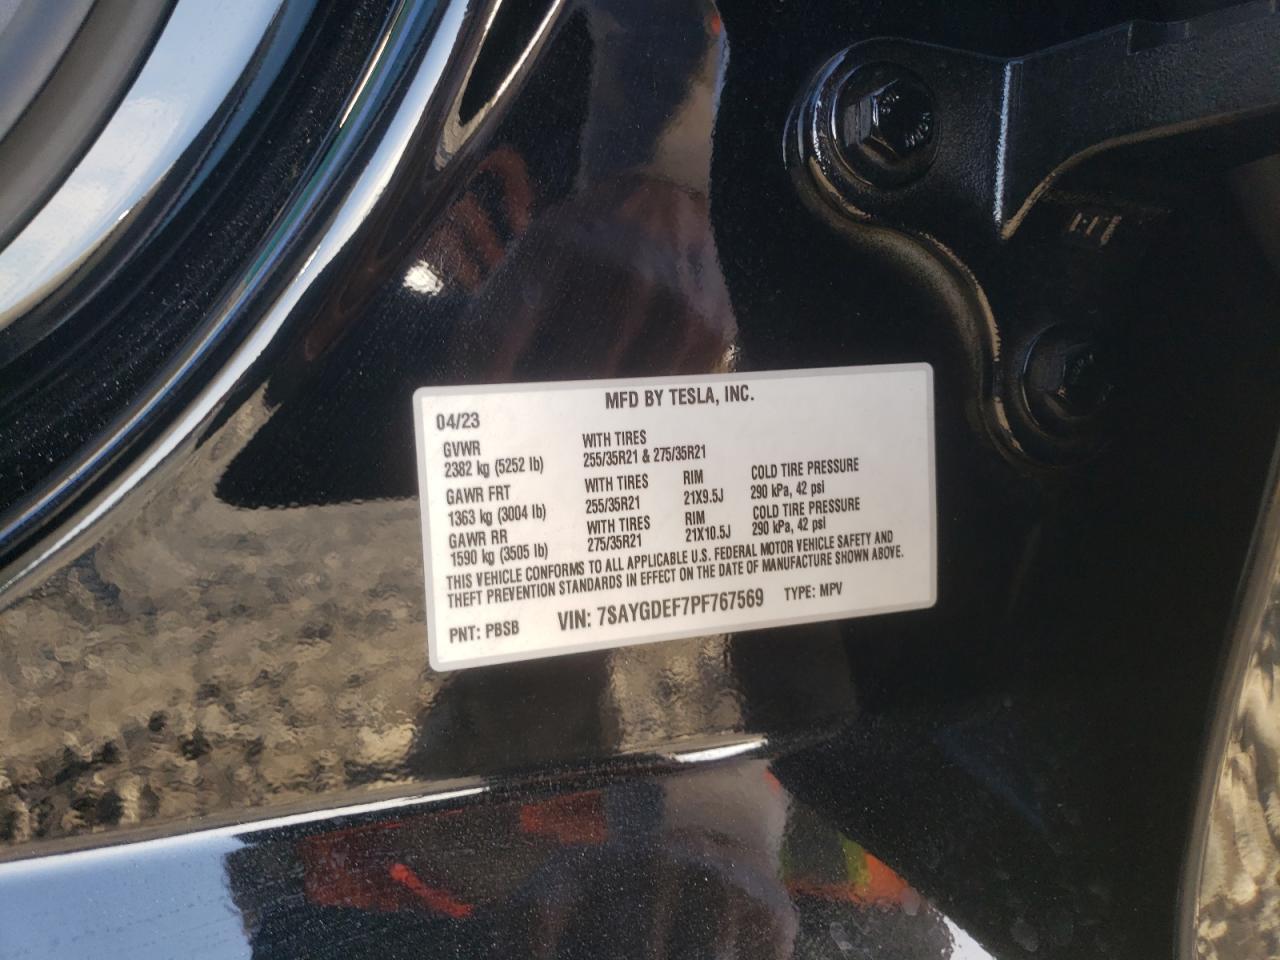 MFD BY TESLA, INC.
04/23
GVWR
2382 kg (5252 lb)
WITH TIRES
255/35R21 & 275/35R21
GAWR FRT
1363 kg (3004 lb)
WITH TIRES
255/35R21
RIM
21X9.5J
COLD TIRE PRESSURE
290 kPa, 42 psi
GAWR RR
1590 kg (3505 lb)
WITH TIRES
275/35R21
RIM
21X10.5J
COLD TIRE PRESSURE
290 kPa, 42 psi
THIS VEHICLE CONFORMS TO ALL APPLICABLE U.S. FEDERAL MOTOR VEHICLE SAFETY AND
THEFT PREVENTION STANDARDS IN EFFECT ON THE DATE OF MANUFACTURE SHOWN ABOVE.
PNT: PBSB VIN: 7SAYGDEF7PF767569 TYPE: MPV